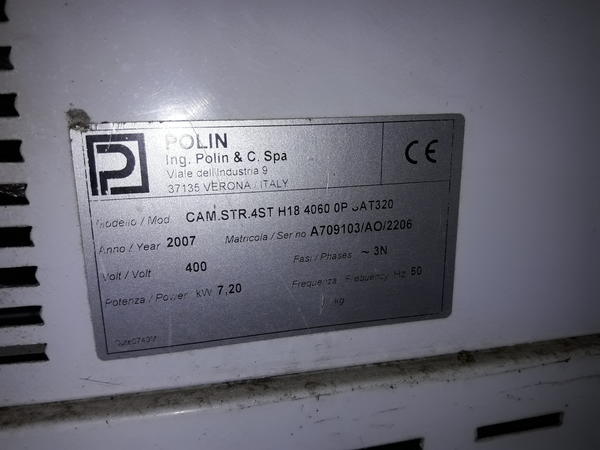 POLIN
Ing. Polin & C. Spa
Viale dell'Industria 9
37135 VERONA / ITALY
CE
Modello / Mod. CAM.STR.4ST H18 4060 0P
Anno / Year 2007 Matricola / Ser no A709103/AO/2206
Volt / Volt 400 Fasi / Phases ~ 3N
Potenza / Power kW 7,20 Frequenza / Frequency Hz 50
kg